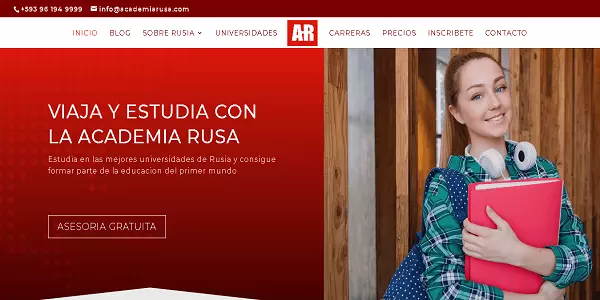 +593 96 194 9999 info@academiarusa.com
INICIO BLOG SOBRE RUSIA UNIVERSIDADES A-R CARRERAS PRECIOS INSCRIBETE CONTACTO
VIAJA Y ESTUDIA CON
LA ACADEMIA RUSA
Estudia en las mejores universidades de Rusia y consigue
formar parte de la educacion del primer mundo
ASESORIA GRATUITA